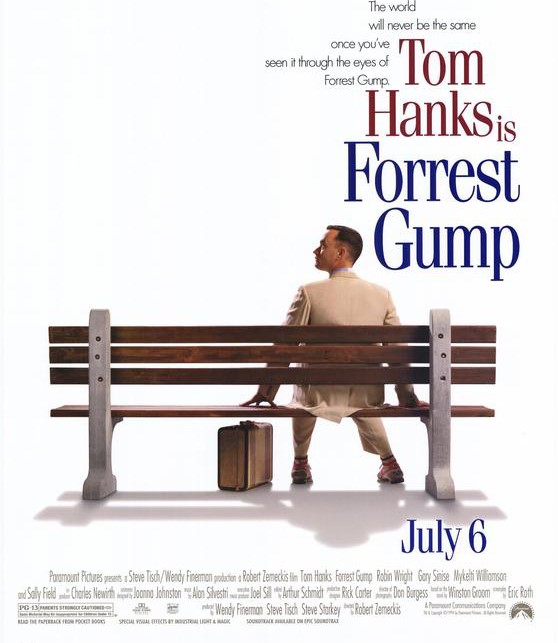 The world
will never be the same
once you've
seen it through the eyes of
Forrest Gump.
Tom
Hanks is
Forrest
Gump
July 6
Paramount Pictures presents a Steve Tisch/Wendy Finerman production a Robert Zemeckis film Tom Hanks Forrest Gump Robin Wright Gary Sinise Mykelti Williamson
and Sally Field Charles Newirth Joanna Johnston music by Alan Silvestri Joel Sill Arthur Schmidt Rick Carter Don Burgess Winston Groom Eric Roth
PG-13 PARENTS STRONGLY CAUTIONED
Wendy Finerman Steve Tisch Steve Starkey directed by Robert Zemeckis
A Paramount Communications Company
READ THE PAPERBACK FROM POCKET BOOKS SPECIAL VISUAL EFFECTS BY INDUSTRIAL LIGHT & MAGIC SOUNDTRACK AVAILABLE ON EPIC SOUNDTRAX